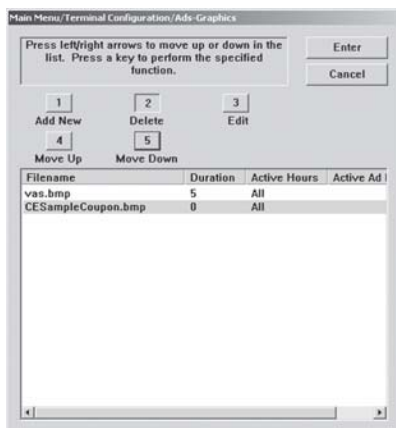 Main Menu/Terminal Configuration/Ads-Graphics
Press left/right arrows to move up or down in the
list. Press a key to perform the specified
function.
Enter
Cancel
1 2 3
Add New Delete Edit
4 5
Move Up Move Down
Filename Duration Active Hours Active Ad
vas.bmp 5 All
CESampleCoupon.bmp 0 All